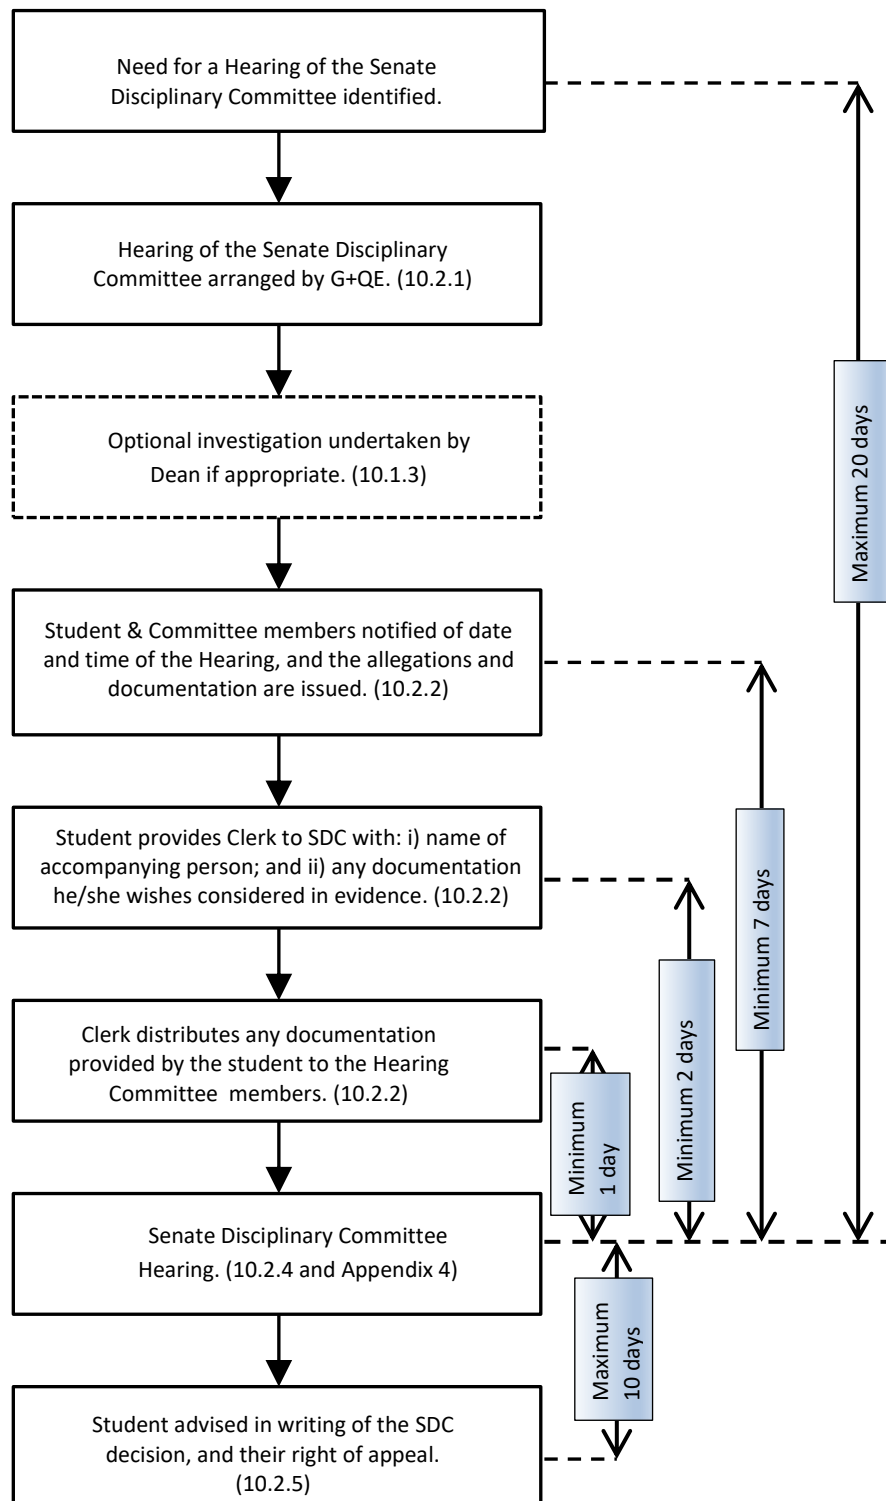 Need for a Hearing of the Senate
Disciplinary Committee identified.
Hearing of the Senate Disciplinary
Committee arranged by G+QE. (10.2.1)
Optional investigation undertaken by
Dean if appropriate. (10.1.3)
Maximum 20 days
Student & Committee members notified of date
and time of the Hearing, and the allegations and
documentation are issued. (10.2.2)
Minimum 7 days
Student provides Clerk to SDC with: i) name of
accompanying person; and ii) any documentation
he/she wishes considered in evidence. (10.2.2)
Minimum 2 days
Clerk distributes any documentation
provided by the student to the Hearing
Committee  members. (10.2.2)
Minimum
1 day
Senate Disciplinary Committee
Hearing. (10.2.4 and Appendix 4)
Maximum
10 days
Student advised in writing of the SDC
decision, and their right of appeal.
(10.2.5)